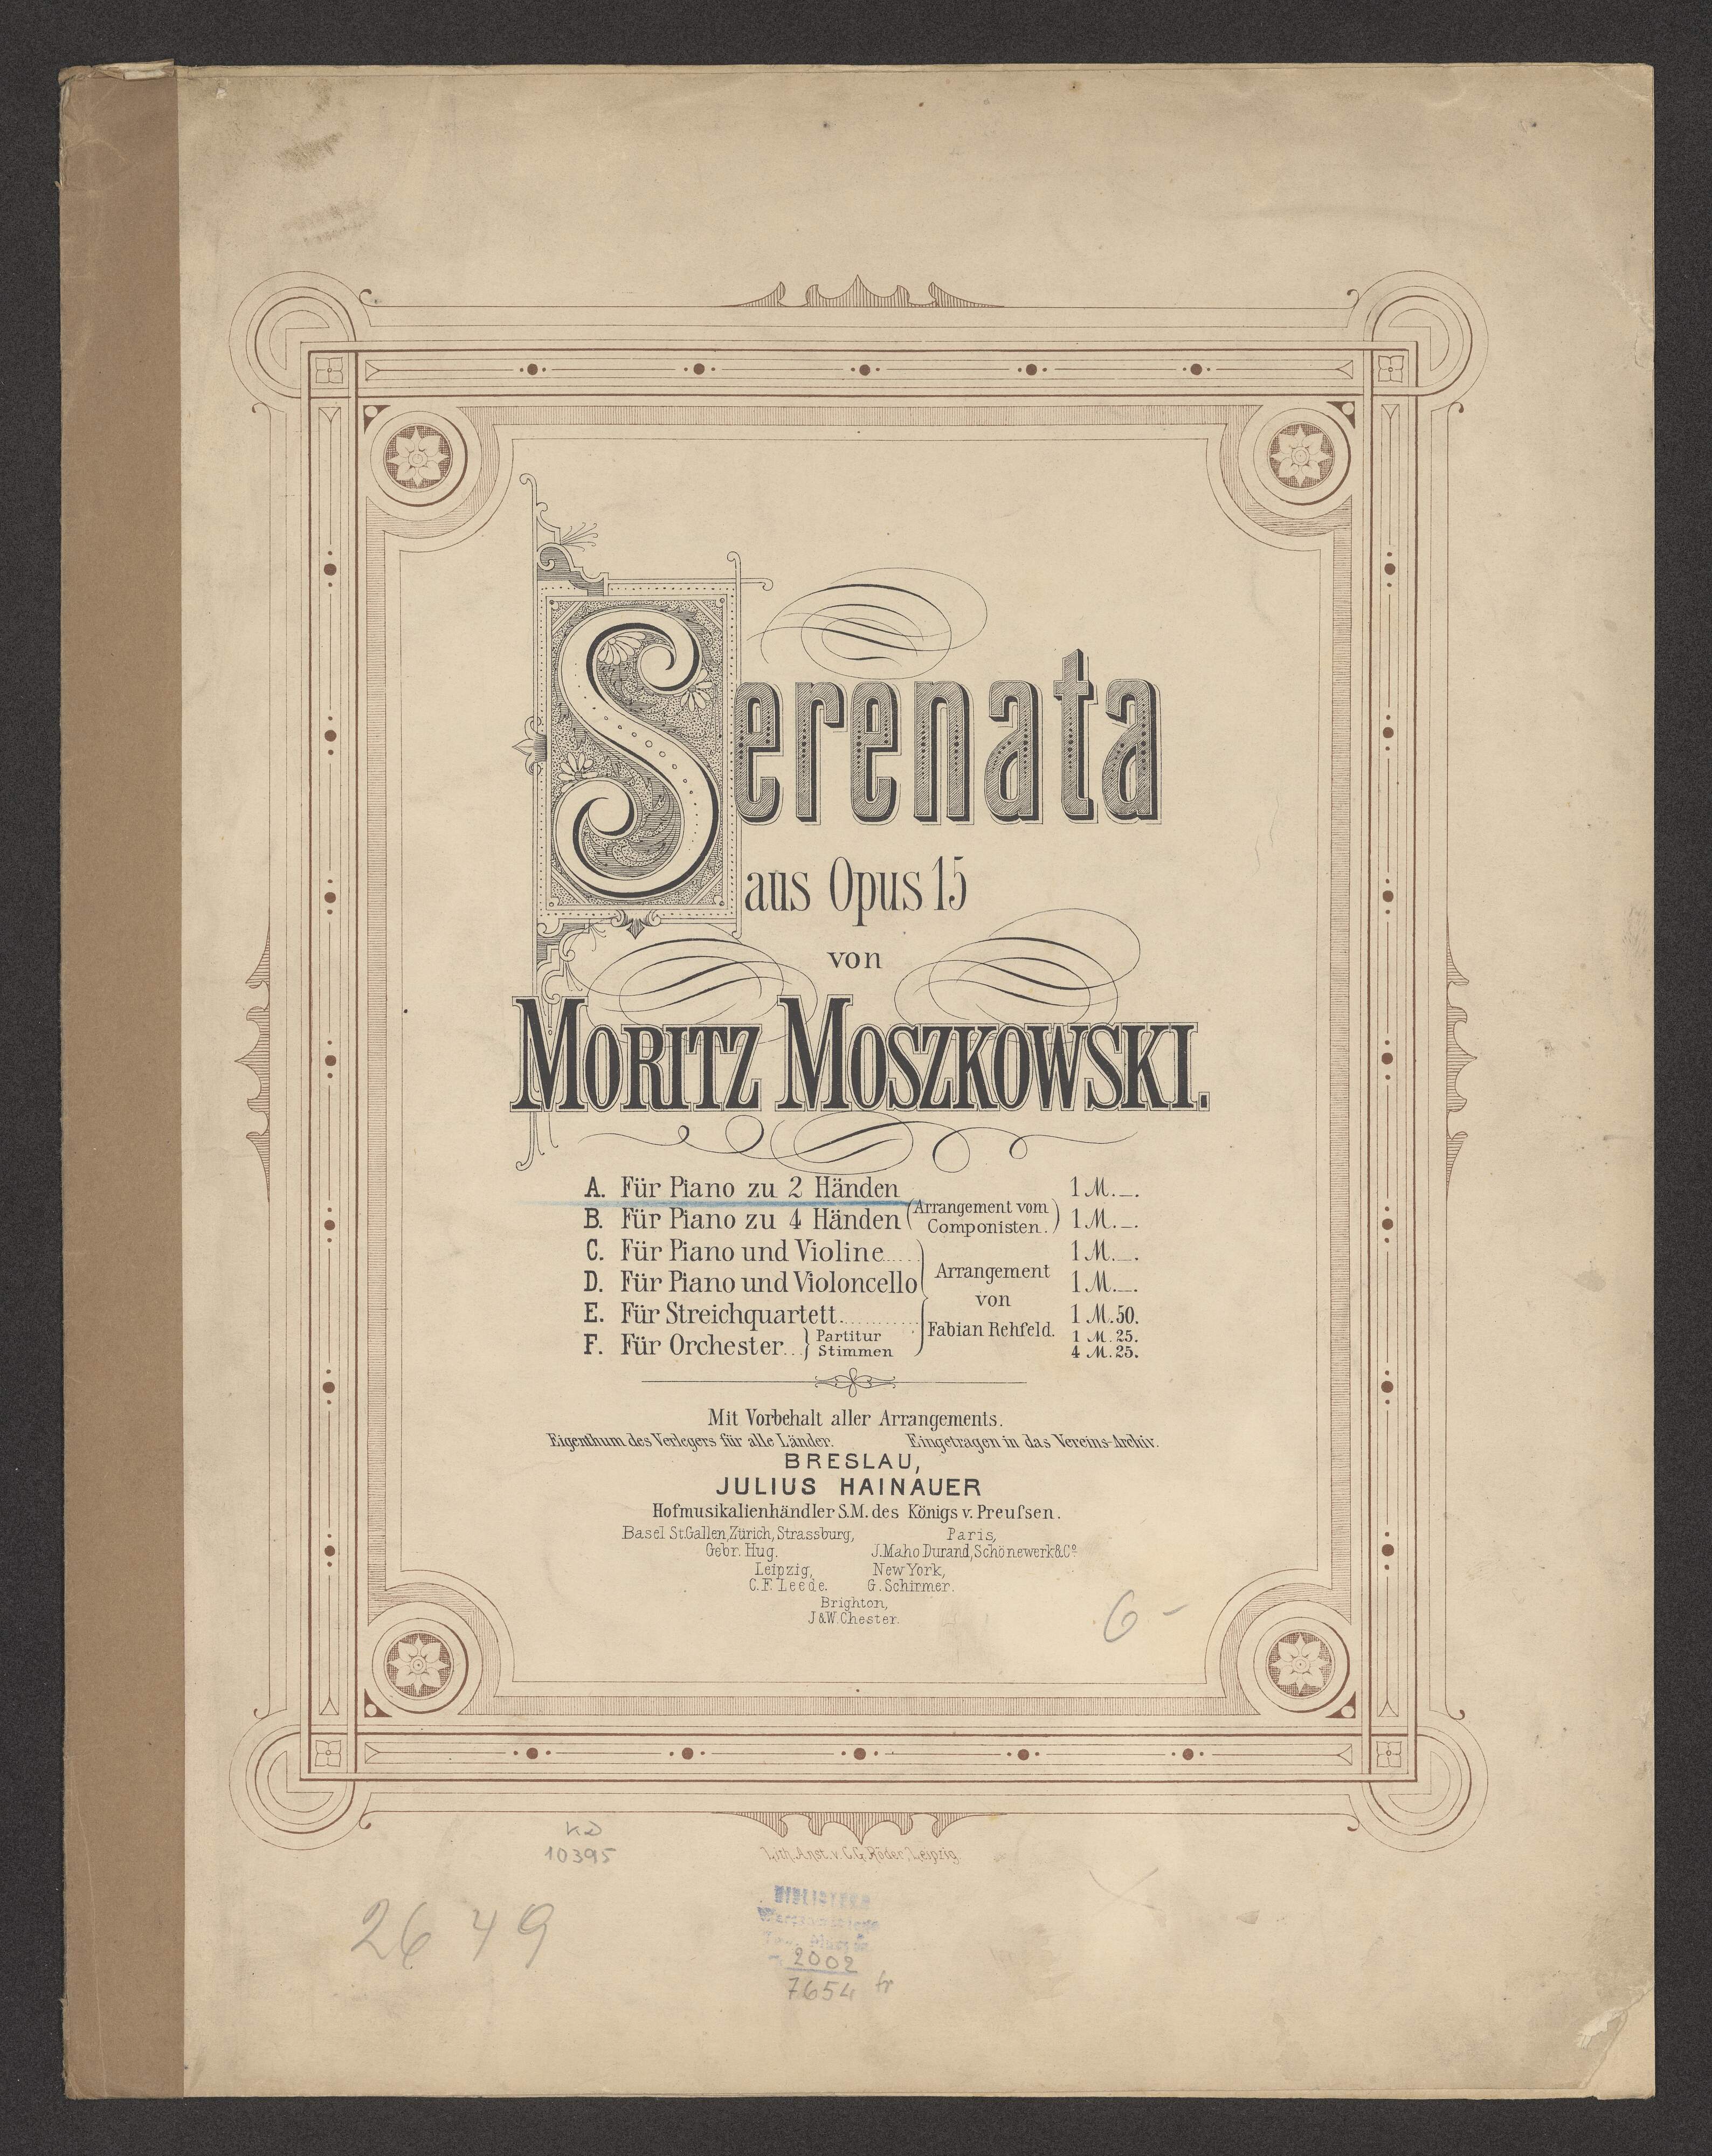 Serenata
aus Opus 15
von
MORITZ MOSZKOWSKI.
A. Für Piano zu 2 Händen 1 M._.
B. Für Piano zu 4 Händen (Arrangement vom Componisten.) 1 M._.
C. Für Piano und Violine..... 1 M._.
D. Für Piano und Violoncello 1 M._.
E. Für Streichquartett............ 1 M.50.
F. Für Orchester...} Partitur 1 M.25.
Stimmen 4 M.25.
Arrangement
von
Fabian Rehfeld.
Mit Vorbehalt aller Arrangements.
Eigenthum des Verlegers für alle Länder. Eingetragen in das Vereins-Archiv.
BRESLAU,
JULIUS HAINAUER
Hofmusikalienhändler S.M. des Königs v. Preuſsen.
Basel St.Gallen, Zürich, Strassburg, Paris,
Gebr. Hug. J. Maho Durand, Schönewerk & Cº
Leipzig, New York,
C. F. Leede. G. Schirmer.
Brighton,
J & W. Chester.
6 -
KD
10395
Lith. Anst. v. C. G. Röder, Leipzig.
2649
BIBLIOTEKA
2002
7654